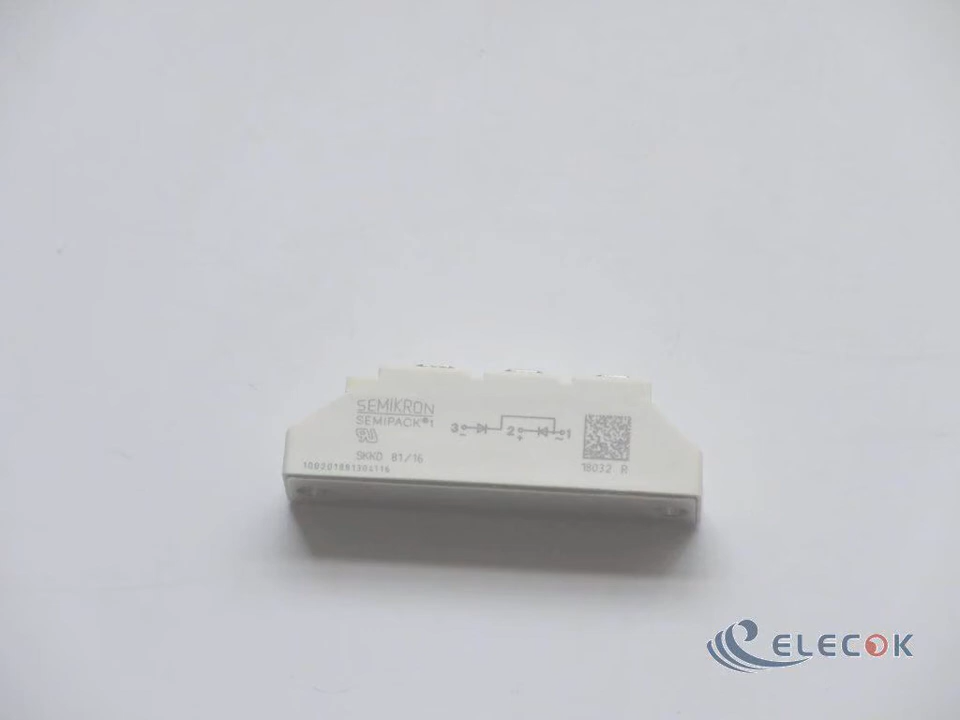 SEMIKRON
SEMIPACK®1
SKKD 81/16
3 - 2 + ~ 1
18032 R
ELECOK